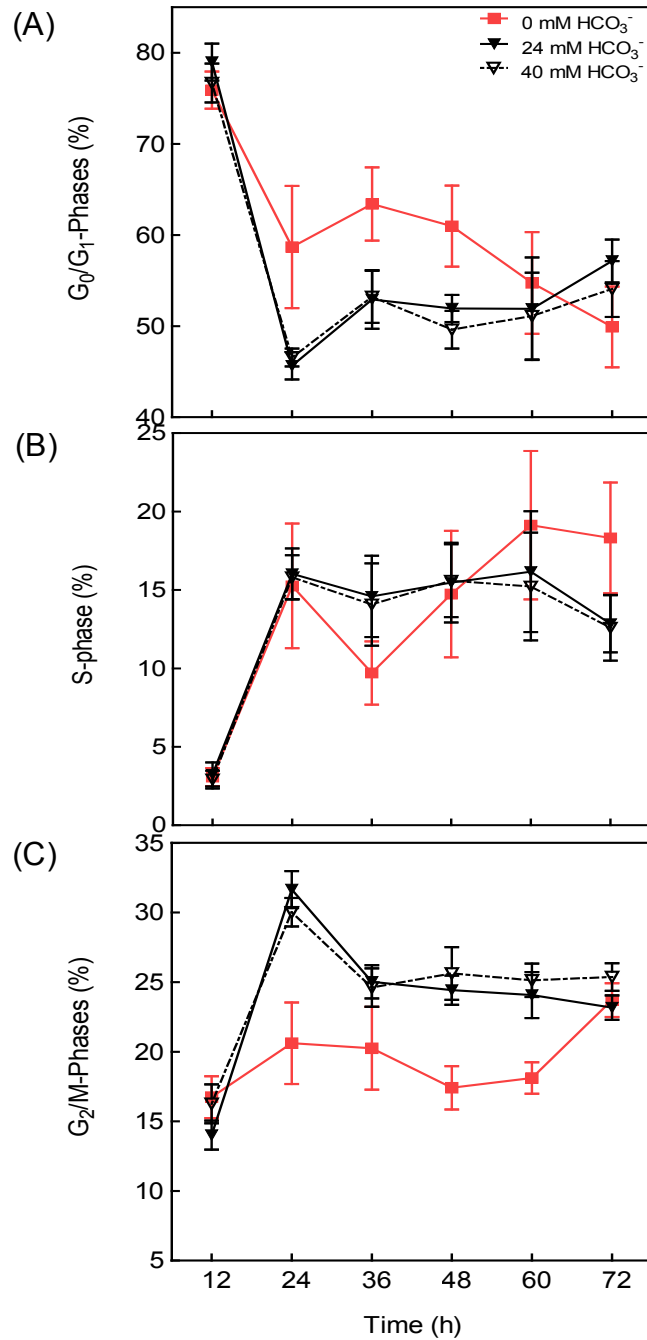 (A)
0 mM HCO₃⁻
24 mM HCO₃⁻
40 mM HCO₃⁻
80
70
60
50
40
G₀/G₁-Phases (%)
(B)
25
20
15
10
5
0
S-phase (%)
(C)
35
30
25
20
15
10
5
G₂/M-Phases (%)
12 24 36 48 60 72
Time (h)